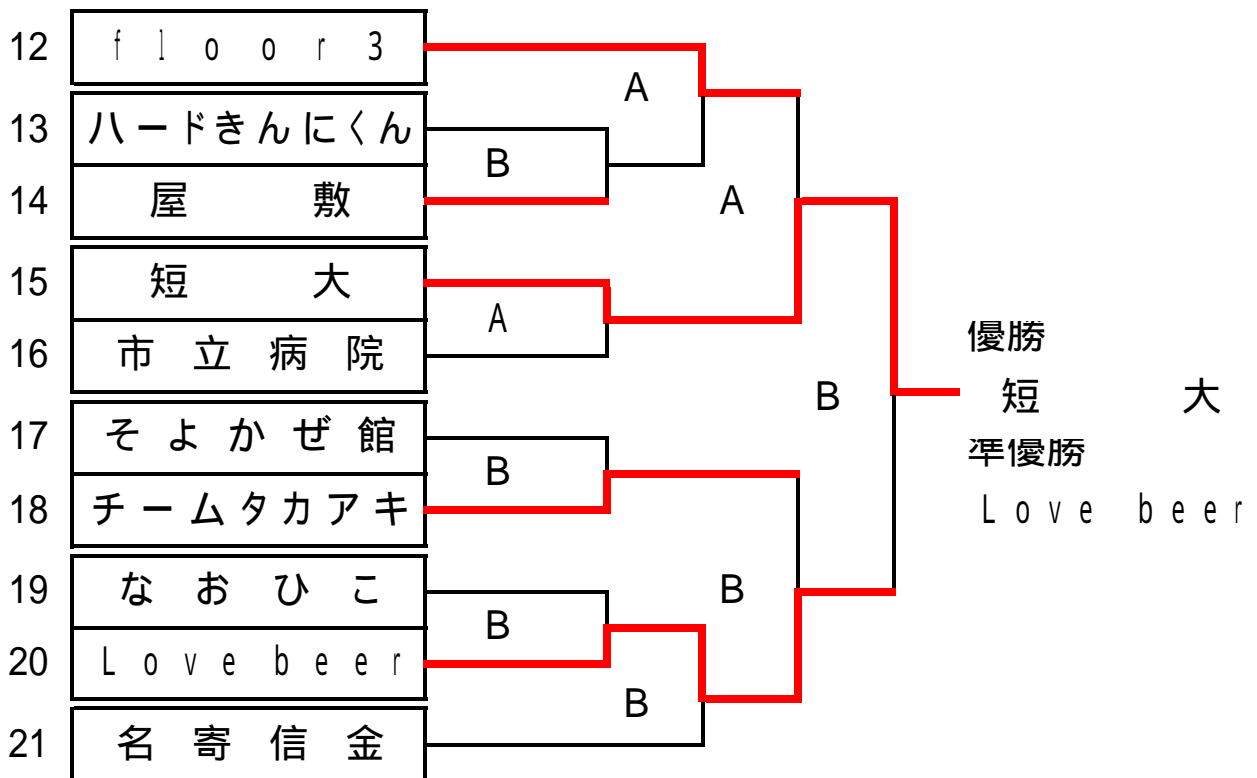 12 floor3
13 ハードきんにくん
14 屋敷
15 短大
16 市立病院
17 そよかぜ館
18 チームタカアキ
19 なおひこ
20 Love beer
21 名寄信金
A
B
A
A
B
B
B
B
B
優勝
短大
準優勝
Love beer